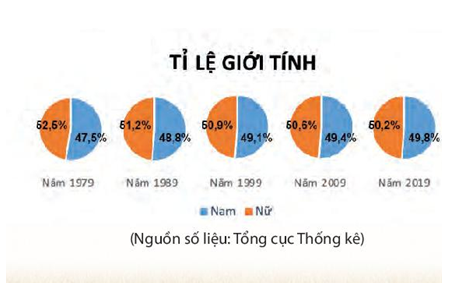 TỈ LỆ GIỚI TÍNH
52,5% 47,5% 51,2% 48,8% 50,9% 49,1% 50,6% 49,4% 50,2% 49,8%
Năm 1979 Năm 1989 Năm 1999 Năm 2009 Năm 2019
Nam Nữ
(Nguồn số liệu: Tổng cục Thống kê)